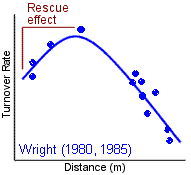 Rescue
effect
Turnover Rate
Wright (1980, 1985)
Distance (m)